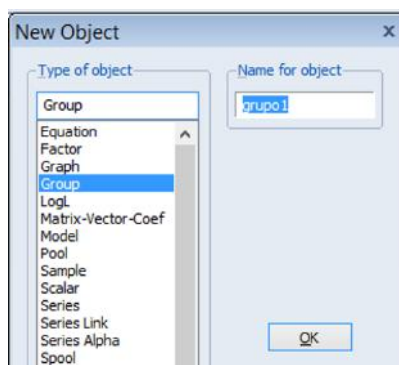 New Object
x
Type of object
Group
Equation
Factor
Graph
Group
LogL
Matrix-Vector-Coef
Model
Pool
Sample
Scalar
Series
Series Link
Series Alpha
Spool
Name for object
grupo1
OK